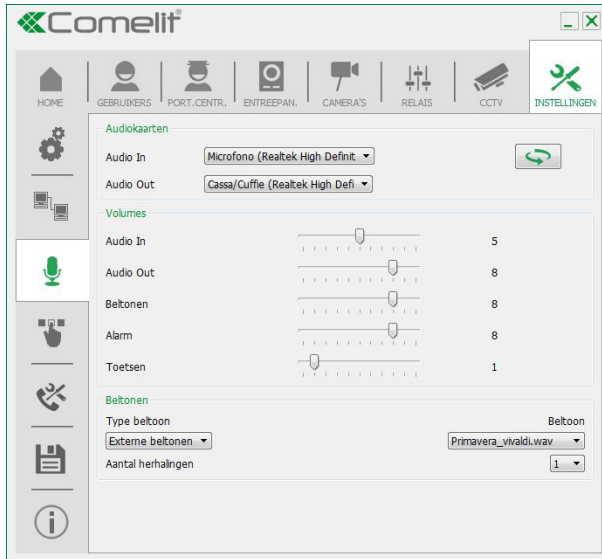 Comelit
HOME
GEBRUIKERS
PORT.CENTR.
ENTREEPAN.
CAMERA'S
RELAIS
CCTV
INSTELLINGEN
Audiokaarten
Audio In Microfono (Realtek High Definit
Audio Out Cassa/Cuffie (Realtek High Defi
Volumes
Audio In 5
Audio Out 8
Beltonen 8
Alarm 8
Toetsen 1
Beltonen
Type beltoon Beltoon
Externe beltonen Primavera_vivaldi.wav
Aantal herhalingen 1